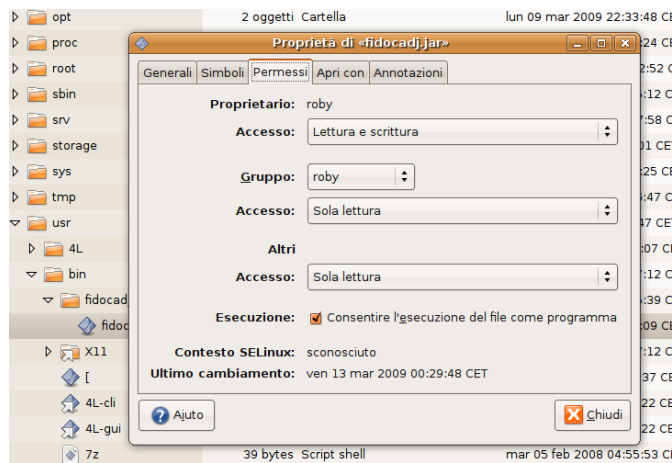 opt 2 oggetti Cartella lun 09 mar 2009 22:33:48 CE
proc
Proprietà di «fidocadj.jar»
root
Generali Simboli Permessi Apri con Annotazioni
sbin
Proprietario: roby
srv
Accesso: Lettura e scrittura
storage
sys
Gruppo: roby
tmp
Accesso: Sola lettura
usr
4L
Altri
bin
Accesso: Sola lettura
fidocadj
Esecuzione: Consentire l'esecuzione del file come programma
fidoc
X11
Contesto SELinux: sconosciuto
[
Ultimo cambiamento: ven 13 mar 2009 00:29:48 CET
4L-cli
Aiuto Chiudi
4L-gui
7z 39 bytes Script shell mar 05 feb 2008 04:55:53 CE